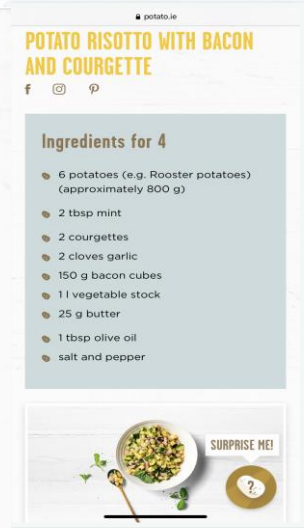 potato.ie
POTATO RISOTTO WITH BACON
AND COURGETTE
Ingredients for 4
6 potatoes (e.g. Rooster potatoes)
(approximately 800 g)
2 tbsp mint
2 courgettes
2 cloves garlic
150 g bacon cubes
1 l vegetable stock
25 g butter
1 tbsp olive oil
salt and pepper
SURPRISE ME!
?